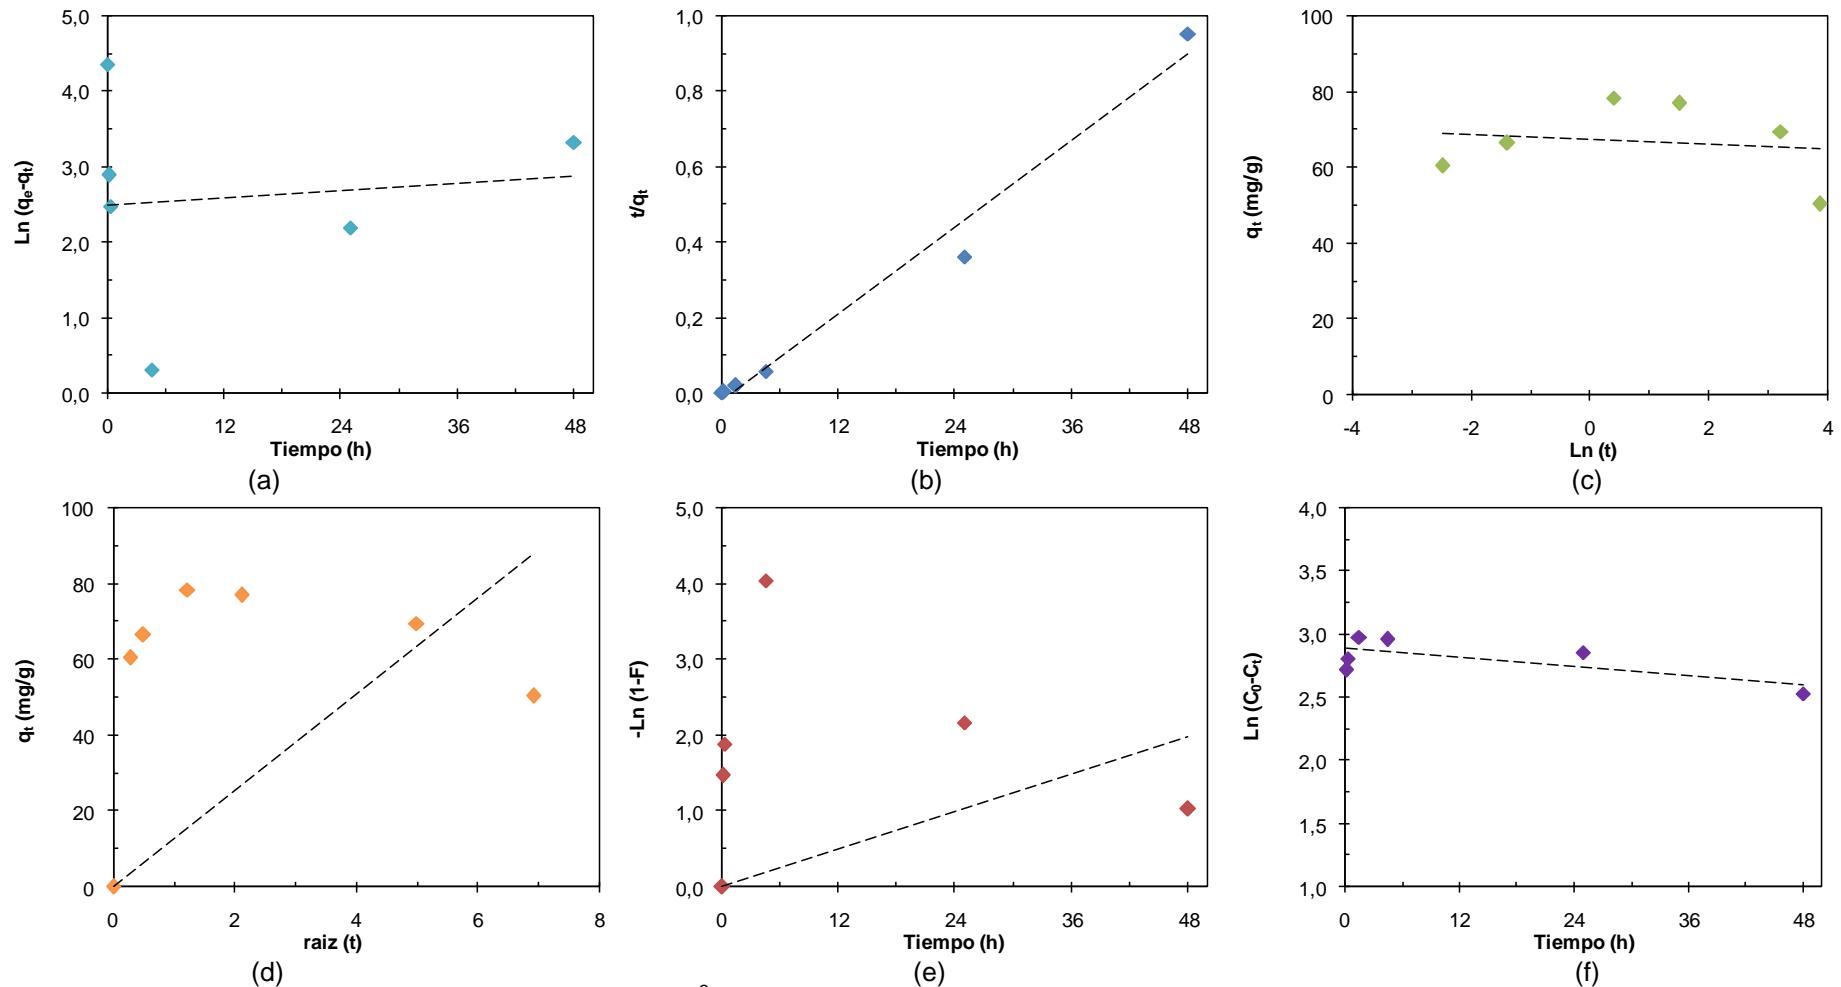 5,0
4,0
3,0
2,0
1,0
0,0
Ln (qe-qt)
0 12 24 36 48
Tiempo (h)
(a)
1,0
0,8
0,6
0,4
0,2
0,0
t/qt
0 12 24 36 48
Tiempo (h)
(b)
100
80
60
40
20
0
qt (mg/g)
-4 -2 0 2 4
Ln (t)
(c)
100
80
60
40
20
0
qt (mg/g)
0 2 4 6 8
raiz (t)
(d)
5,0
4,0
3,0
2,0
1,0
0,0
-Ln (1-F)
0 12 24 36 48
Tiempo (h)
(e)
4,0
3,5
3,0
2,5
2,0
1,5
1,0
Ln (C0-Ct)
0 12 24 36 48
Tiempo (h)
(f)